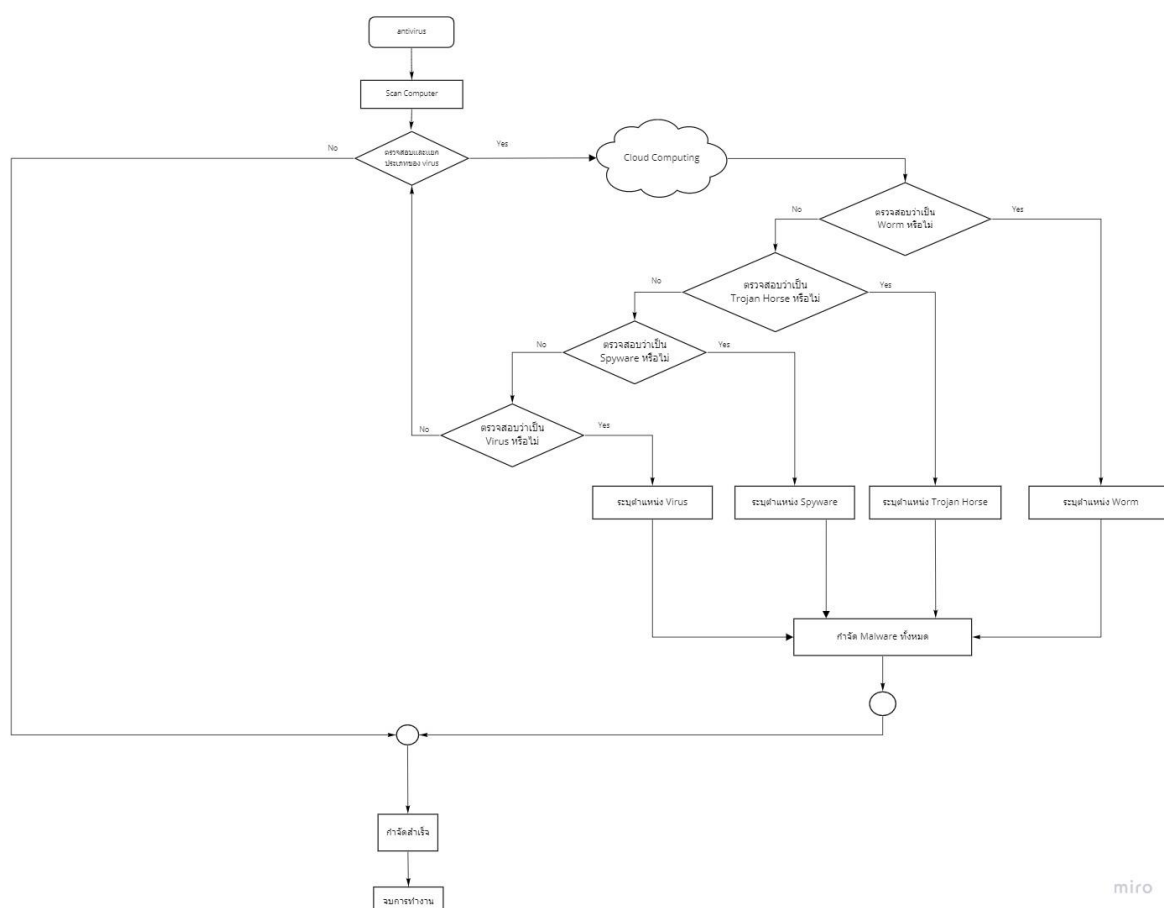 antivirus
Scan Computer
No
ตรวจสอบและแยก
ประเภทของ virus
Yes
Cloud Computing
No
ตรวจสอบว่าเป็น
Worm หรือไม่
Yes
No
ตรวจสอบว่าเป็น
Trojan Horse หรือไม่
Yes
No
ตรวจสอบว่าเป็น
Spyware หรือไม่
Yes
No
ตรวจสอบว่าเป็น
Virus หรือไม่
Yes
ระบุตำแหน่ง Virus
ระบุตำแหน่ง Spyware
ระบุตำแหน่ง Trojan Horse
ระบุตำแหน่ง Worm
กำจัด Malware ทั้งหมด
กำจัดสำเร็จ
จบการทำงาน
miro